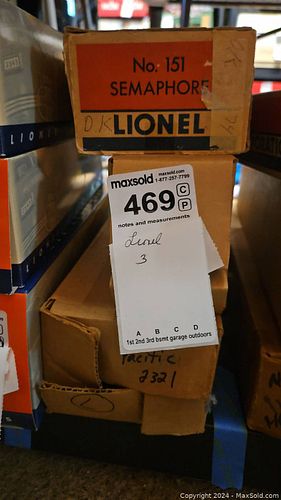 No. 151
SEMAPHORE
O.K LIONEL
maxsold maxsold.com
1-877-257-7799
469 C
P
notes and measurements
Lionel
3
A B C D
1st 2nd 3rd bsmt garage outdoors
Pacific
2321
LION
Copyright © 2024 - MaxSold.com